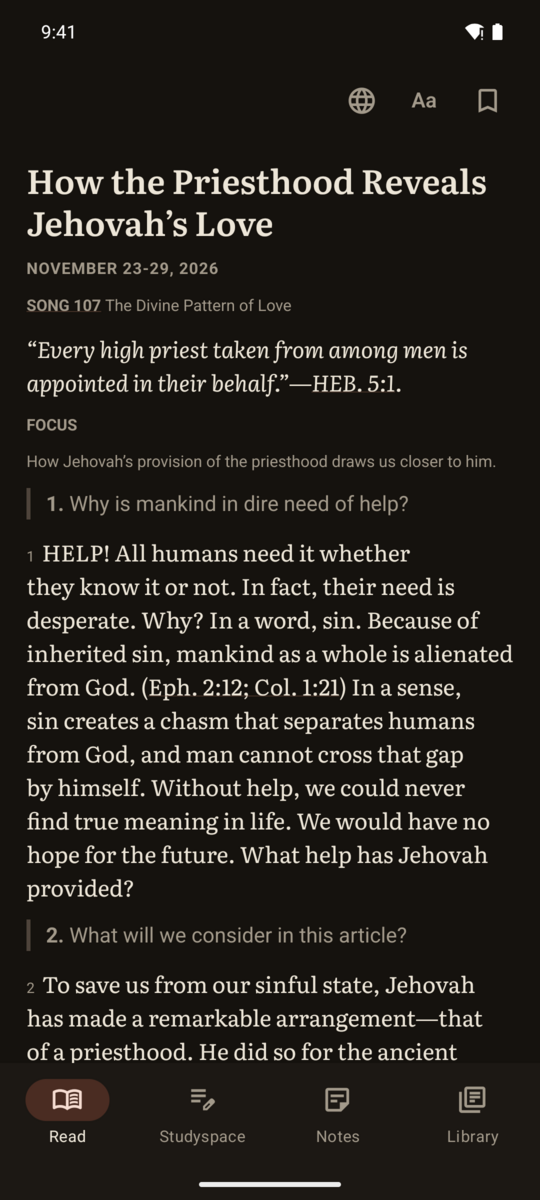 9:41
Aa
How the Priesthood Reveals
Jehovah’s Love
NOVEMBER 23-29, 2026
SONG 107 The Divine Pattern of Love
“Every high priest taken from among men is
appointed in their behalf.”—HEB. 5:1.
FOCUS
How Jehovah’s provision of the priesthood draws us closer to him.
1. Why is mankind in dire need of help?
1 HELP! All humans need it whether
they know it or not. In fact, their need is
desperate. Why? In a word, sin. Because of
inherited sin, mankind as a whole is alienated
from God. (Eph. 2:12; Col. 1:21) In a sense,
sin creates a chasm that separates humans
from God, and man cannot cross that gap
by himself. Without help, we could never
find true meaning in life. We would have no
hope for the future. What help has Jehovah
provided?
2. What will we consider in this article?
2 To save us from our sinful state, Jehovah
has made a remarkable arrangement—that
of a priesthood. He did so for the ancient
Read
Studyspace
Notes
Library